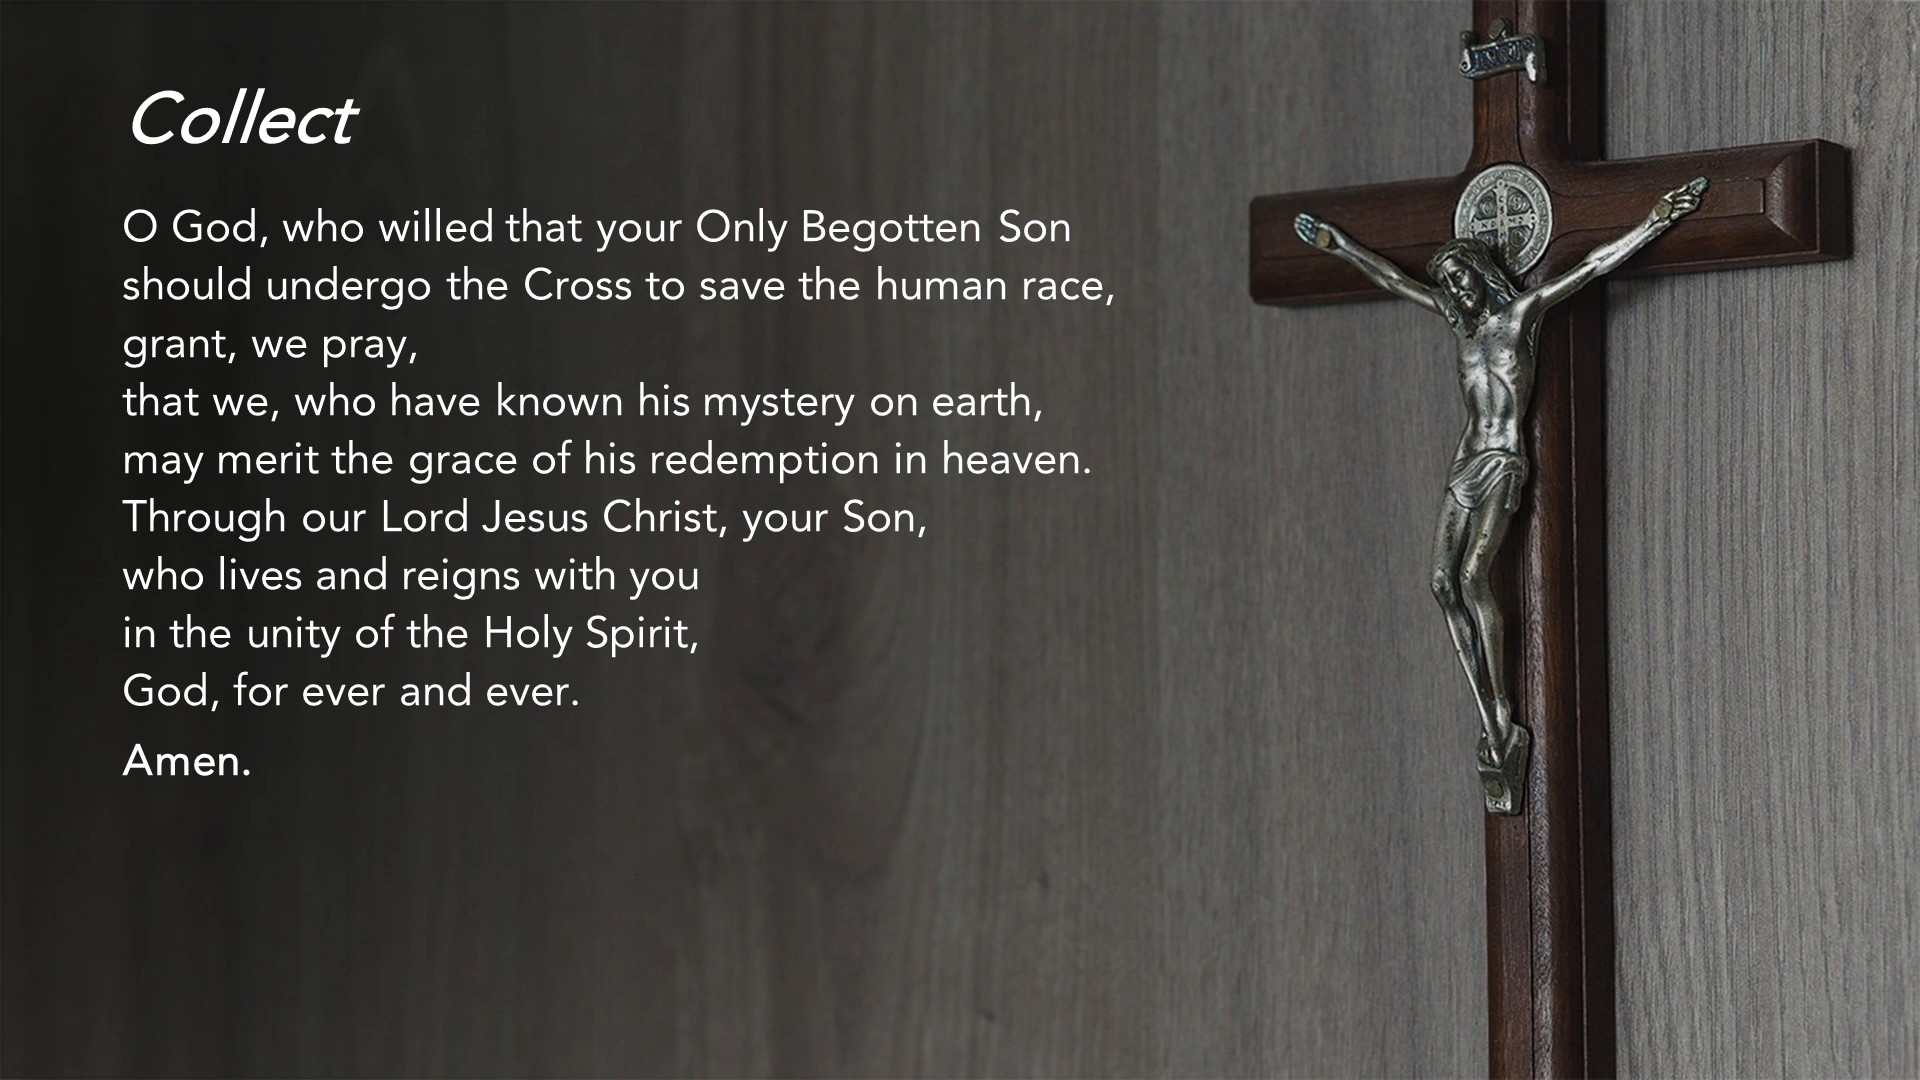 Collect
O God, who willed that your Only Begotten Son
should undergo the Cross to save the human race,
grant, we pray,
that we, who have known his mystery on earth,
may merit the grace of his redemption in heaven.
Through our Lord Jesus Christ, your Son,
who lives and reigns with you
in the unity of the Holy Spirit,
God, for ever and ever.
Amen.